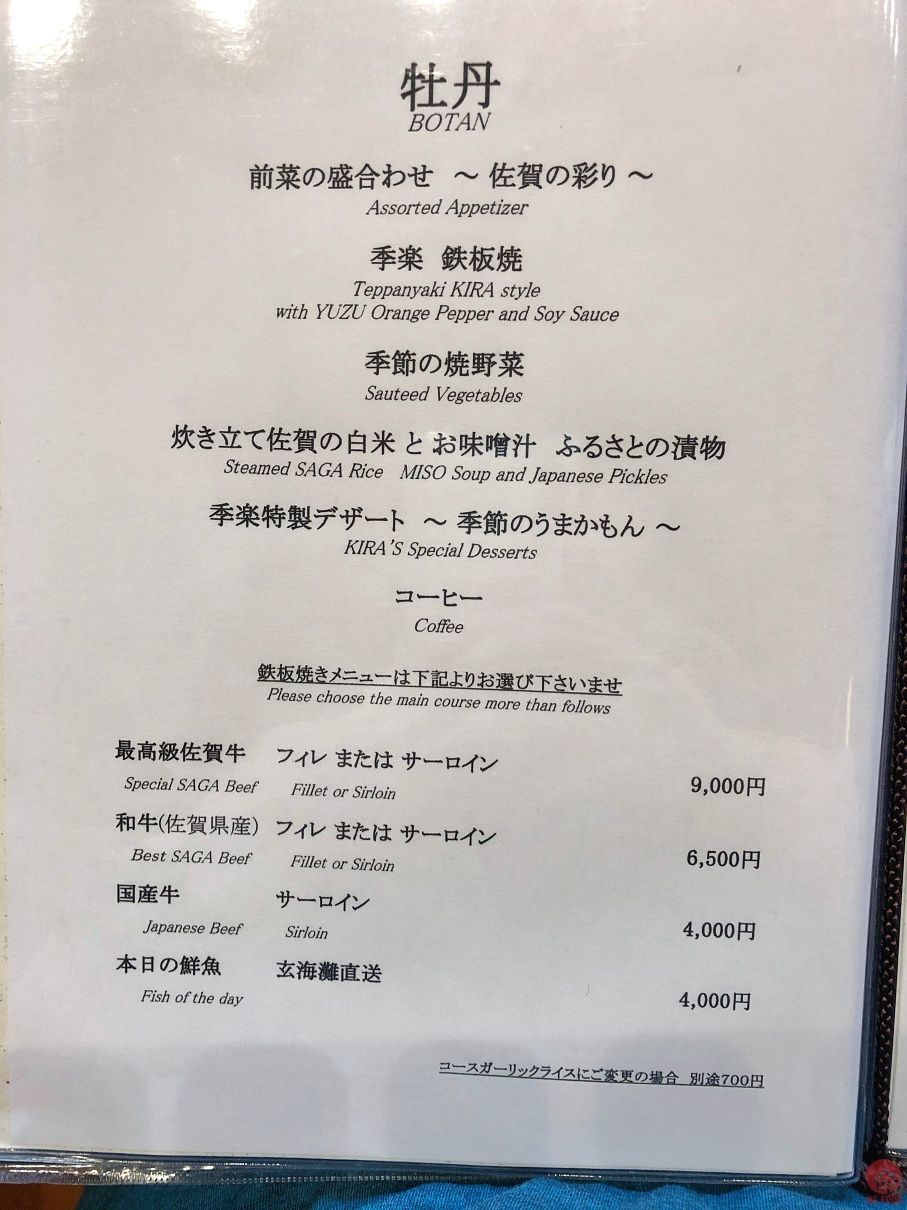 牡丹
BOTAN
前菜の盛合わせ ～ 佐賀の彩り ～
Assorted Appetizer
季楽 鉄板焼
Teppanyaki KIRA style
with YUZU Orange Pepper and Soy Sauce
季節の焼野菜
Sauteed Vegetables
炊き立て佐賀の白米 と お味噌汁 ふるさとの漬物
Steamed SAGA Rice MISO Soup and Japanese Pickles
季楽特製デザート ～ 季節のうまかもん ～
KIRA'S Special Desserts
コーヒー
Coffee
鉄板焼きメニューは下記よりお選び下さいませ
Please choose the main course more than follows
最高級佐賀牛 フィレ または サーロイン
Special SAGA Beef Fillet or Sirloin 9,000円
和牛(佐賀県産) フィレ または サーロイン
Best SAGA Beef Fillet or Sirloin 6,500円
国産牛 サーロイン
Japanese Beef Sirloin 4,000円
本日の鮮魚 玄海灘直送
Fish of the day 4,000円
コースガーリックライスにご変更の場合 別途700円